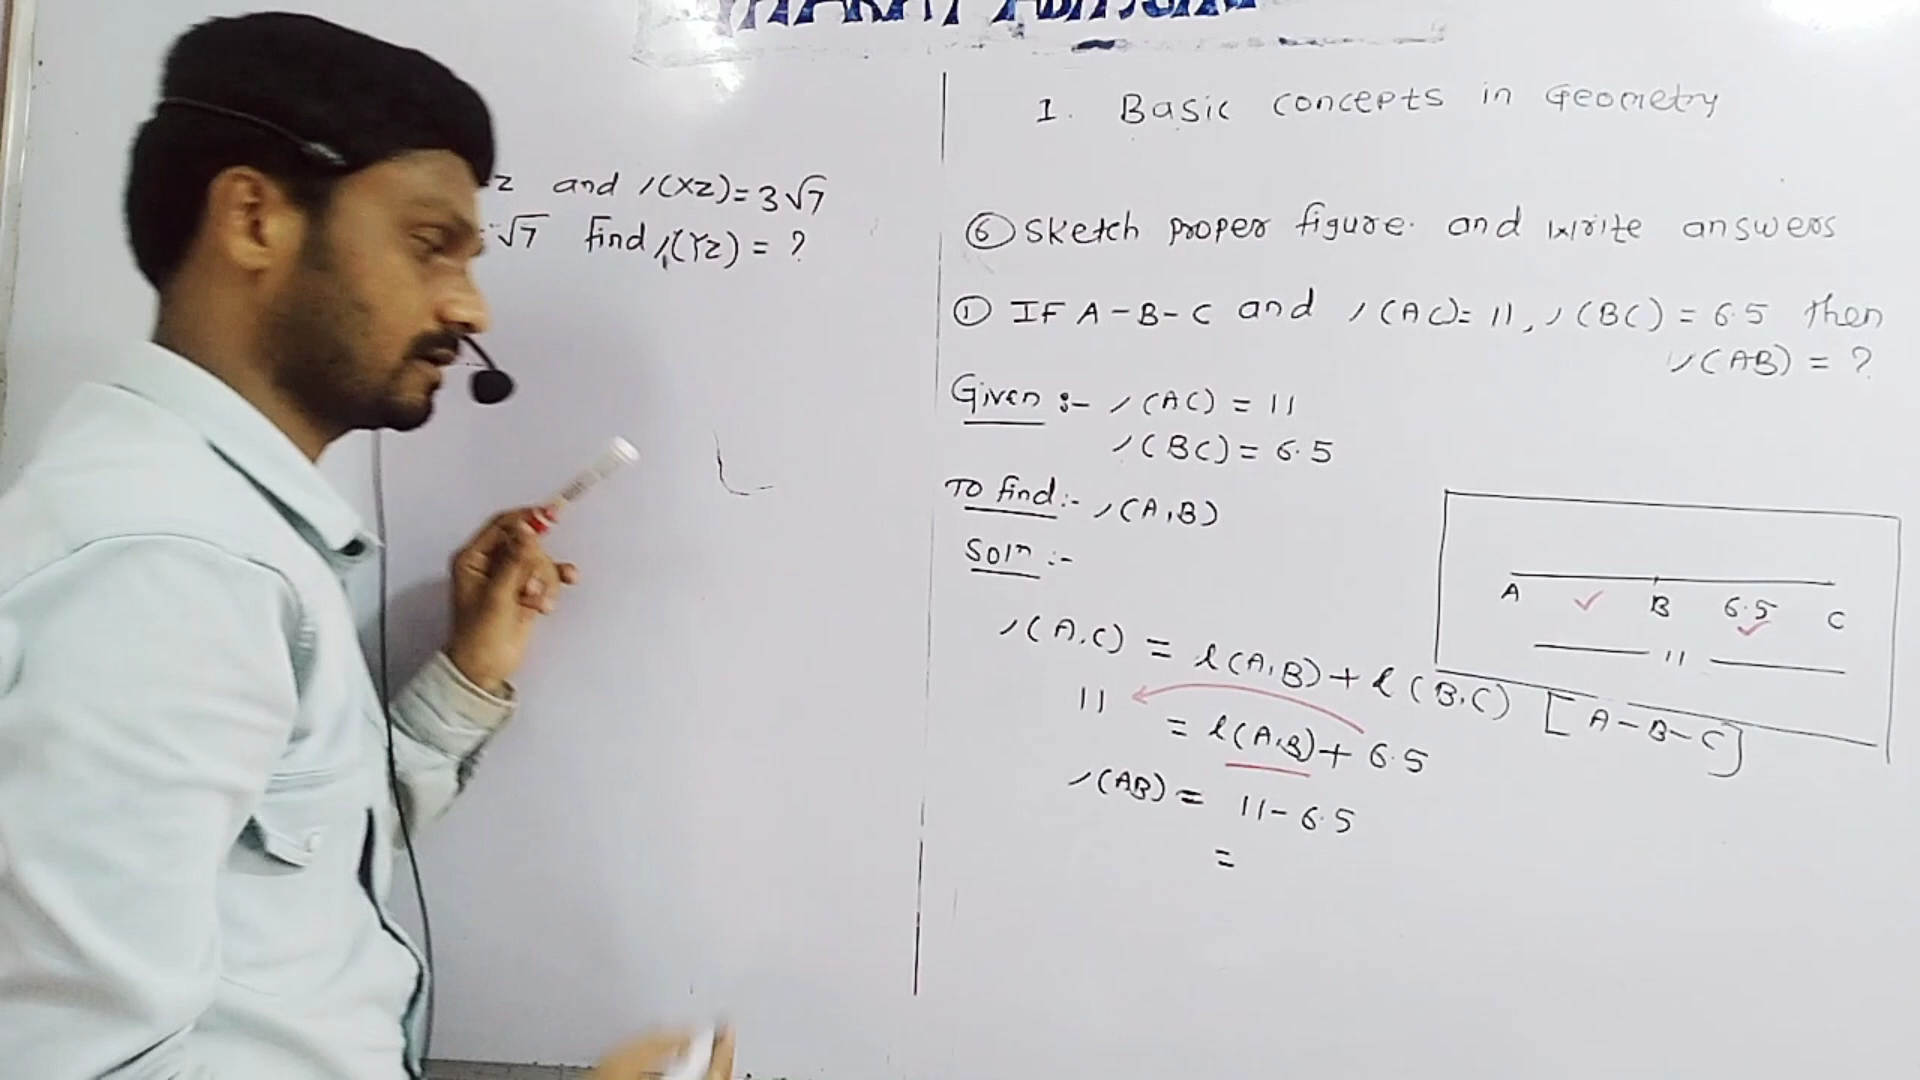 z and l(XZ)=3√7
√7 find l(YZ) = ?
1. Basic concepts in Geometry
⑥ Sketch proper figure. and write answers
① IF A-B-C and l(AC)= 11, l(BC) = 6.5 then
l(AB) = ?
Given :- l(AC) = 11
l(BC) = 6.5
To find:- l(A,B)
Solⁿ :-
A B 6.5 C
11
l(A,C) = l(A,B)+ l(B,C) [A-B-C]
11 = l(A,B)+ 6.5
l(AB) = 11- 6.5
=